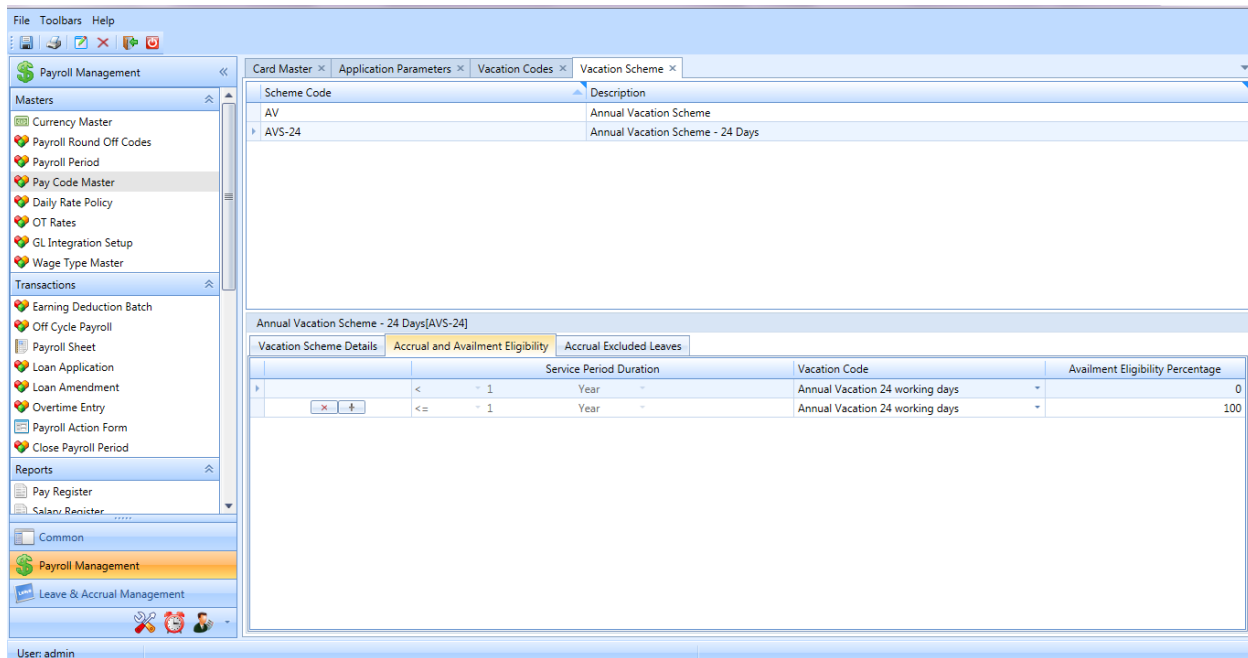 File Toolbars Help
Payroll Management «
Masters
Currency Master
Payroll Round Off Codes
Payroll Period
Pay Code Master
Daily Rate Policy
OT Rates
GL Integration Setup
Wage Type Master
Transactions
Earning Deduction Batch
Off Cycle Payroll
Payroll Sheet
Loan Application
Loan Amendment
Overtime Entry
Payroll Action Form
Close Payroll Period
Reports
Pay Register
Salary Register
Common
Payroll Management
Leave & Accrual Management
User: admin
Card Master × Application Parameters × Vacation Codes × Vacation Scheme ×
Scheme Code Description
AV Annual Vacation Scheme
AVS-24 Annual Vacation Scheme - 24 Days
Annual Vacation Scheme - 24 Days[AVS-24]
Vacation Scheme Details Accrual and Availment Eligibility Accrual Excluded Leaves
Service Period Duration Vacation Code Availment Eligibility Percentage
< 1 Year Annual Vacation 24 working days 0
× + <= 1 Year Annual Vacation 24 working days 100